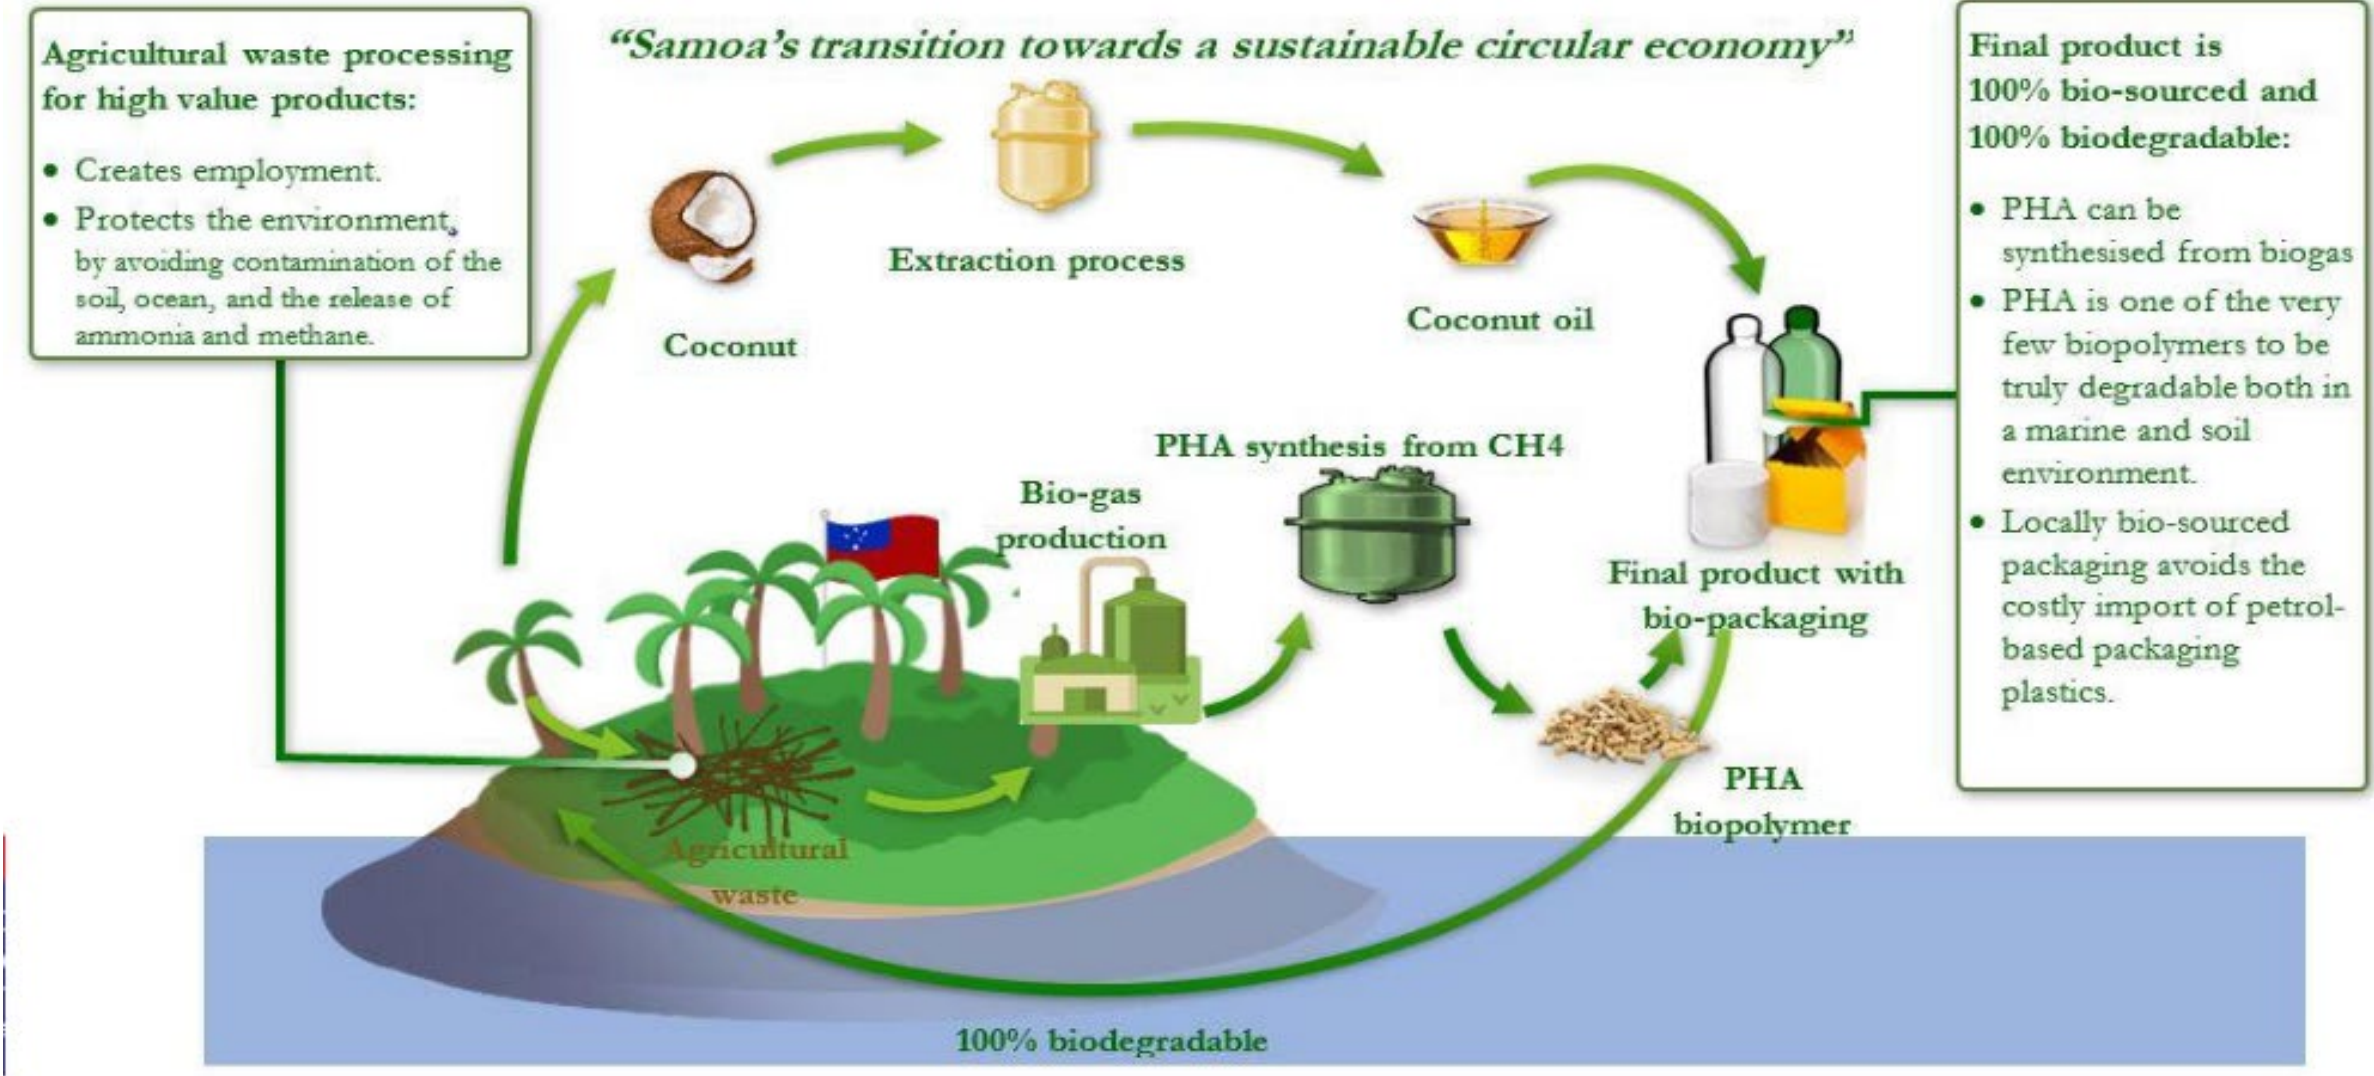 "Samoa's transition towards a sustainable circular economy"
Agricultural waste processing
for high value products:
• Creates employment.
• Protects the environment,
by avoiding contamination of the
soil, ocean, and the release of
ammonia and methane.
Coconut
Extraction process
Coconut oil
Final product with
bio-packaging
Bio-gas
production
PHA synthesis from CH4
PHA
biopolymer
Agricultural
waste
100% biodegradable
Final product is
100% bio-sourced and
100% biodegradable:
• PHA can be
synthesised from biogas
• PHA is one of the very
few biopolymers to be
truly degradable both in
a marine and soil
environment.
• Locally bio-sourced
packaging avoids the
costly import of petrol-
based packaging
plastics.